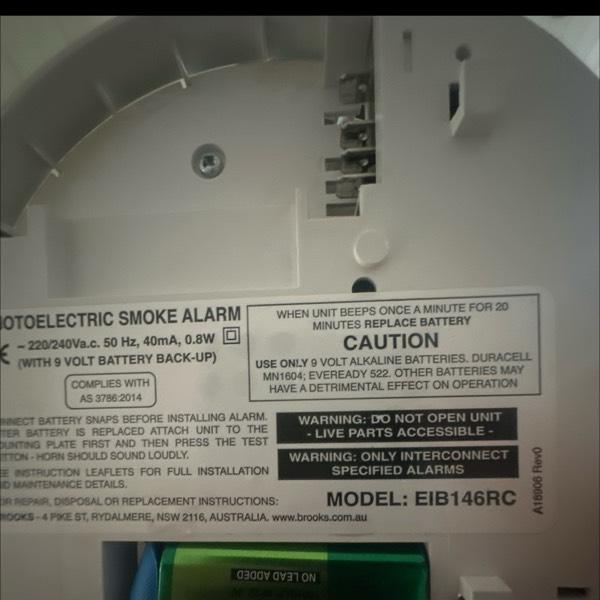 HOTOELECTRIC SMOKE ALARM
~ 220/240Va.c. 50 Hz, 40mA, 0.8W
(WITH 9 VOLT BATTERY BACK-UP)
COMPLIES WITH
AS 3786:2014
WHEN UNIT BEEPS ONCE A MINUTE FOR 20
MINUTES REPLACE BATTERY
CAUTION
USE ONLY 9 VOLT ALKALINE BATTERIES. DURACELL
MN1604; EVEREADY 522. OTHER BATTERIES MAY
HAVE A DETRIMENTAL EFFECT ON OPERATION
NNECT BATTERY SNAPS BEFORE INSTALLING ALARM.
TER BATTERY IS REPLACED ATTACH UNIT TO THE
UNTING PLATE FIRST AND THEN PRESS THE TEST
TTON - HORN SHOULD SOUND LOUDLY.
E INSTRUCTION LEAFLETS FOR FULL INSTALLATION
D MAINTENANCE DETAILS.
OR REPAIR, DISPOSAL OR REPLACEMENT INSTRUCTIONS:
ROOKS - 4 PIKE ST, RYDALMERE, NSW 2116, AUSTRALIA. www.brooks.com.au
WARNING: DO NOT OPEN UNIT
- LIVE PARTS ACCESSIBLE -
WARNING: ONLY INTERCONNECT
SPECIFIED ALARMS
MODEL: EIB146RC
A18906 Rev0
NO LEAD ADDED